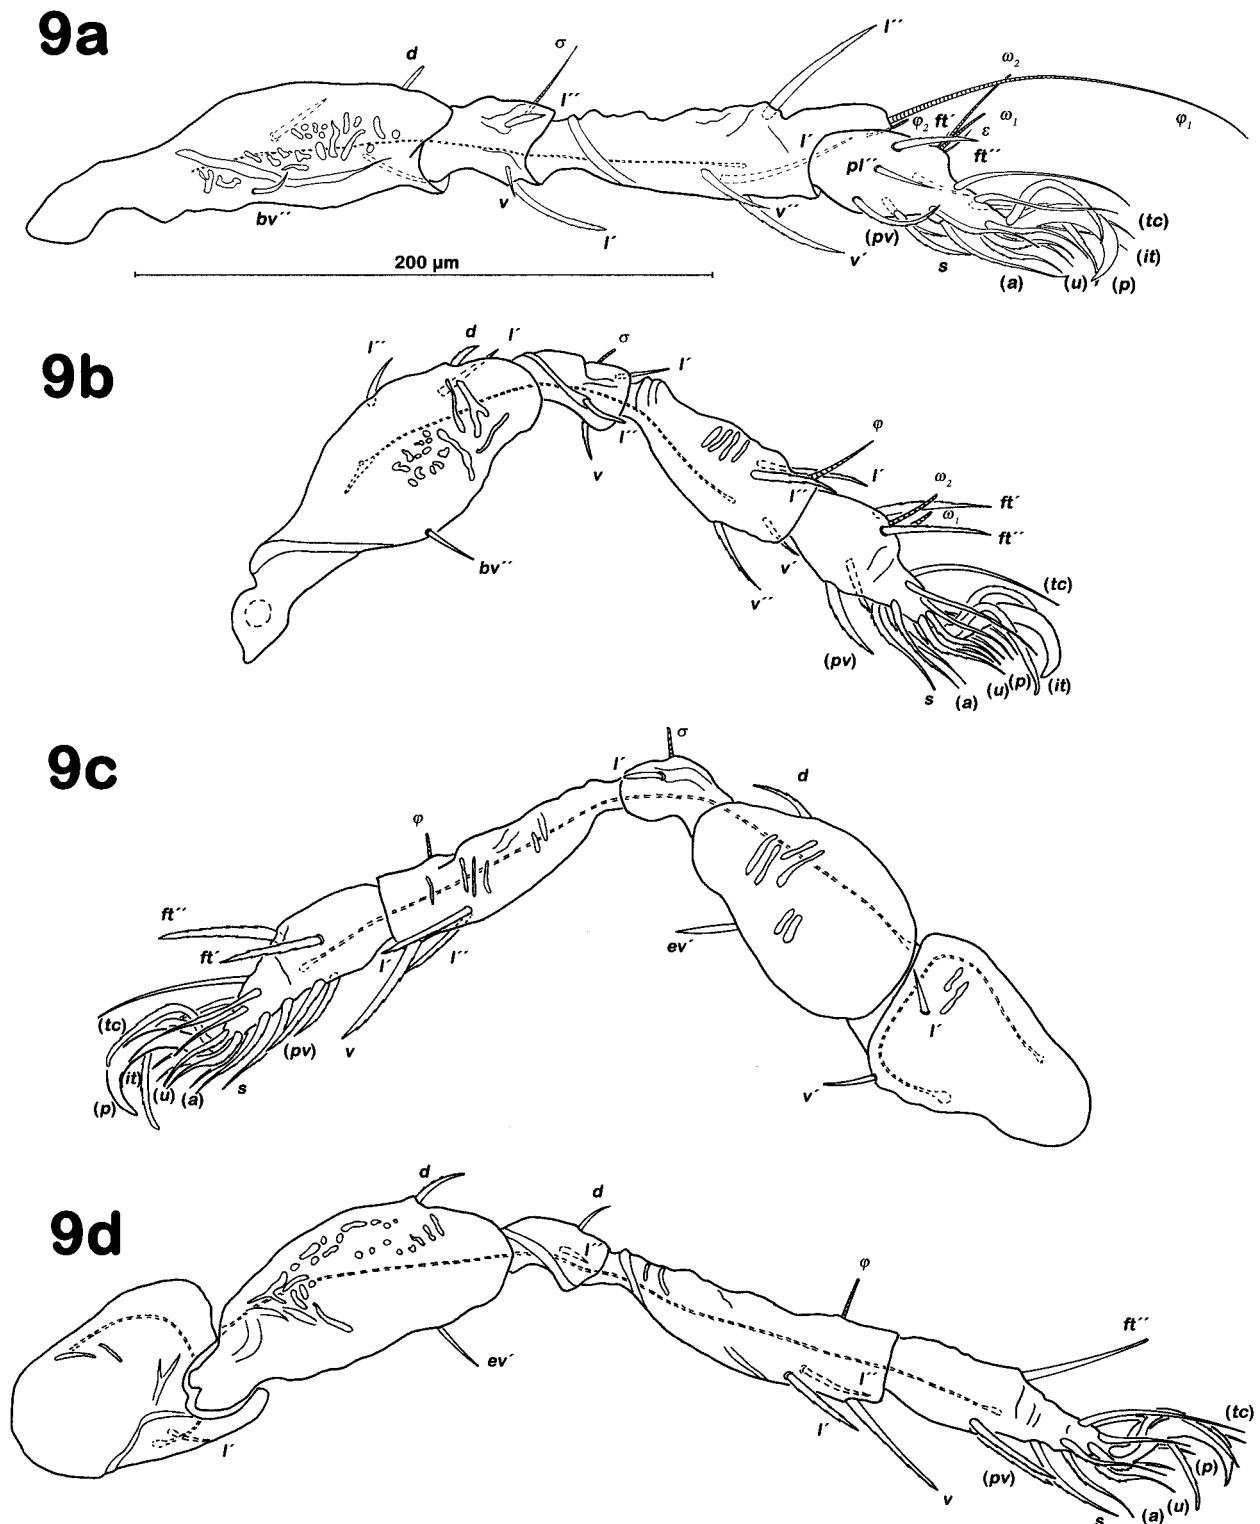 9a
d
σ
l´´
l´´
ω₂
φ₂ ft´ ω₁
ε
φ₁
l´
ft´´
pl´´
bv´´
v
l´
v´´
v´
(pv)
s
(a)
(u)
(p)
(it)
(tc)
200 µm
9b
l´´
d
l´
σ
l´
φ
l´
l´´
v
l´´
ω₂
ω₁
ft´
ft´´
bv´´
v´
v´´
(tc)
(pv)
s
(a)
(u)
(p)
(it)
9c
σ
l´
d
φ
ft´´
ft´
l´
l´´
ev´
(tc)
(it)
(p)
(u)
(a)
s
(pv)
v
l´
v´
9d
d
d
l´´
φ
ft´´
ev´
l´´
l´
l´
v
(pv)
s
(a)
(u)
(p)
(tc)